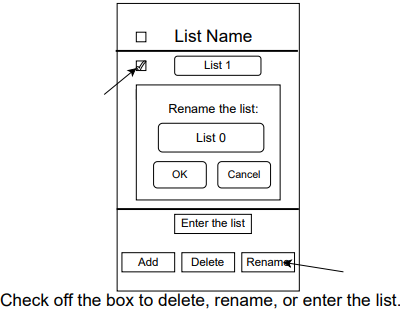 List Name
List 1
Rename the list:
List 0
OK Cancel
Enter the list
Add Delete Rename
Check off the box to delete, rename, or enter the list.